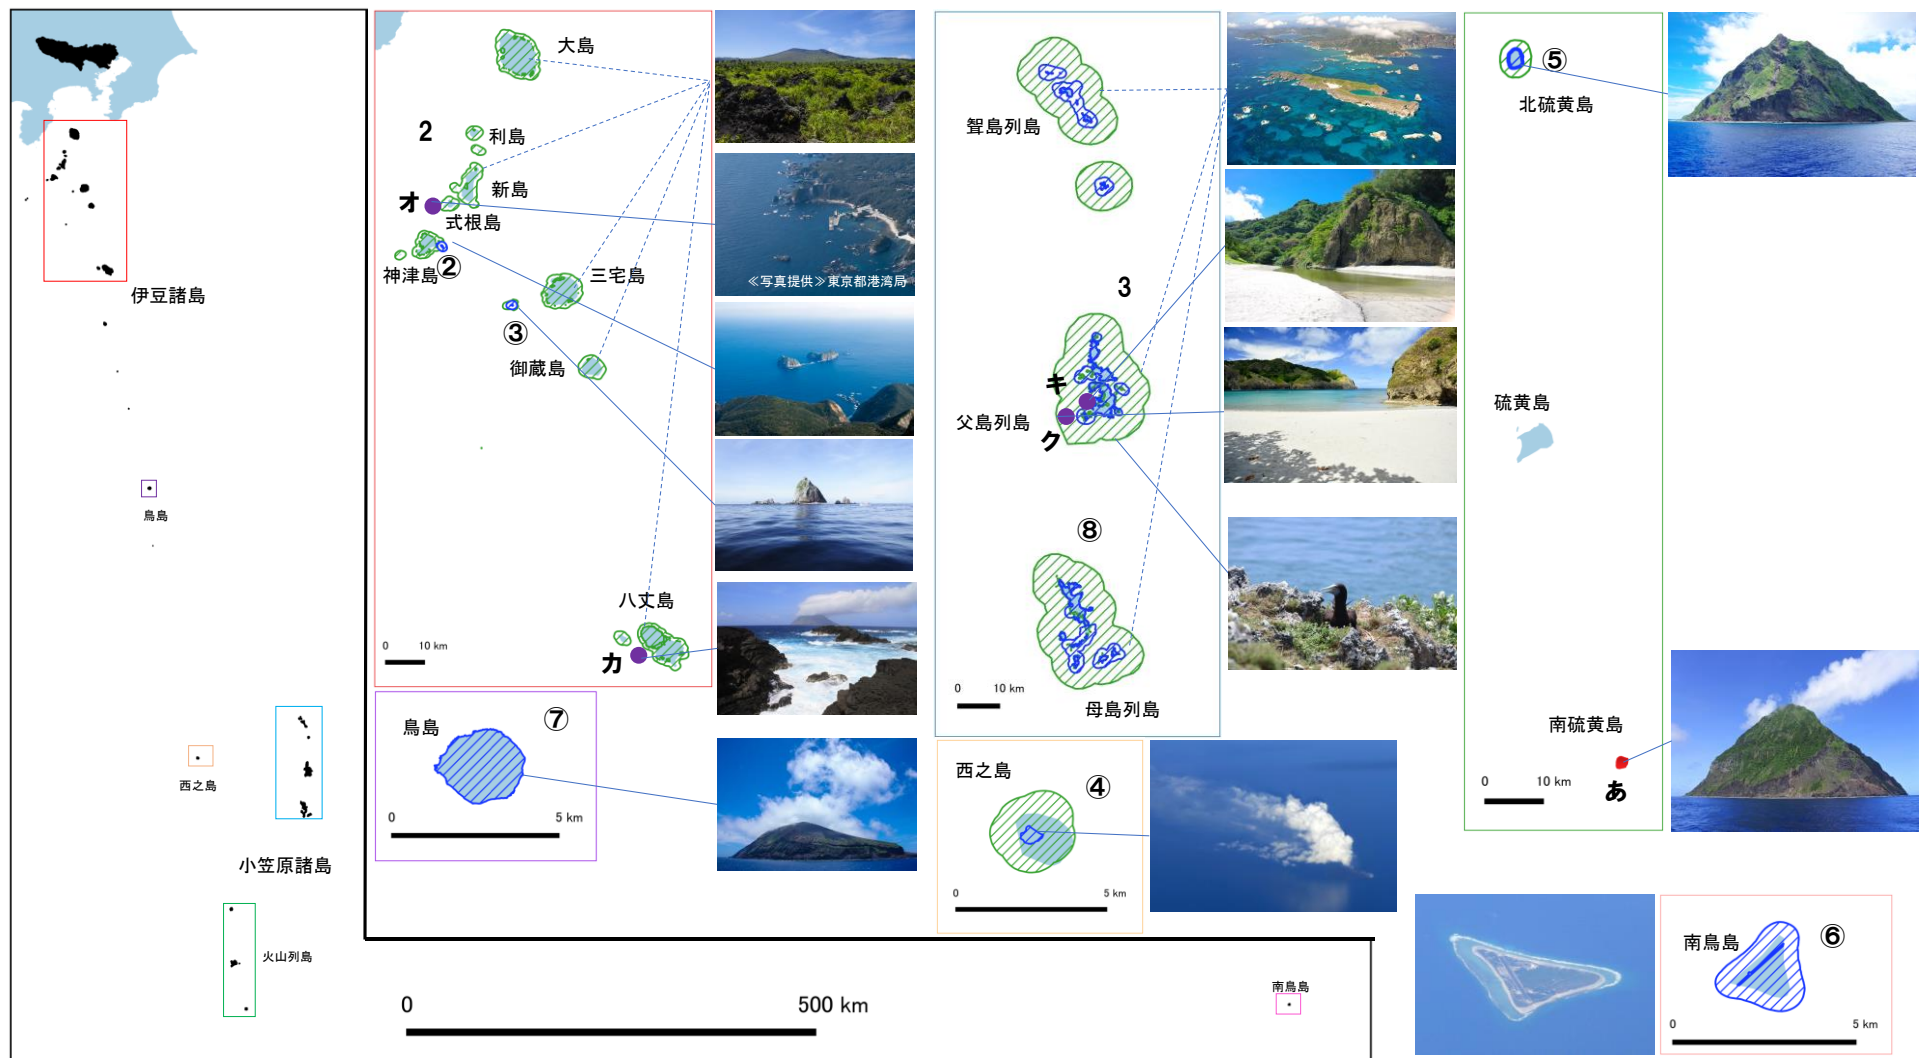 伊豆諸島
鳥島
西之島
小笠原諸島
火山列島
0
500 km
南鳥島
大島
2
利島
新島
オ
式根島
神津島
②
三宅島
③
御蔵島
八丈島
カ
0
10 km
≪写真提供≫東京都港湾局
鳥島
⑦
0
5 km
聟島列島
3
キ
父島列島
ク
⑧
0
10 km
母島列島
西之島
④
0
5 km
⑤
北硫黄島
硫黄島
南硫黄島
0
10 km
あ
南鳥島
⑥
0
5 km